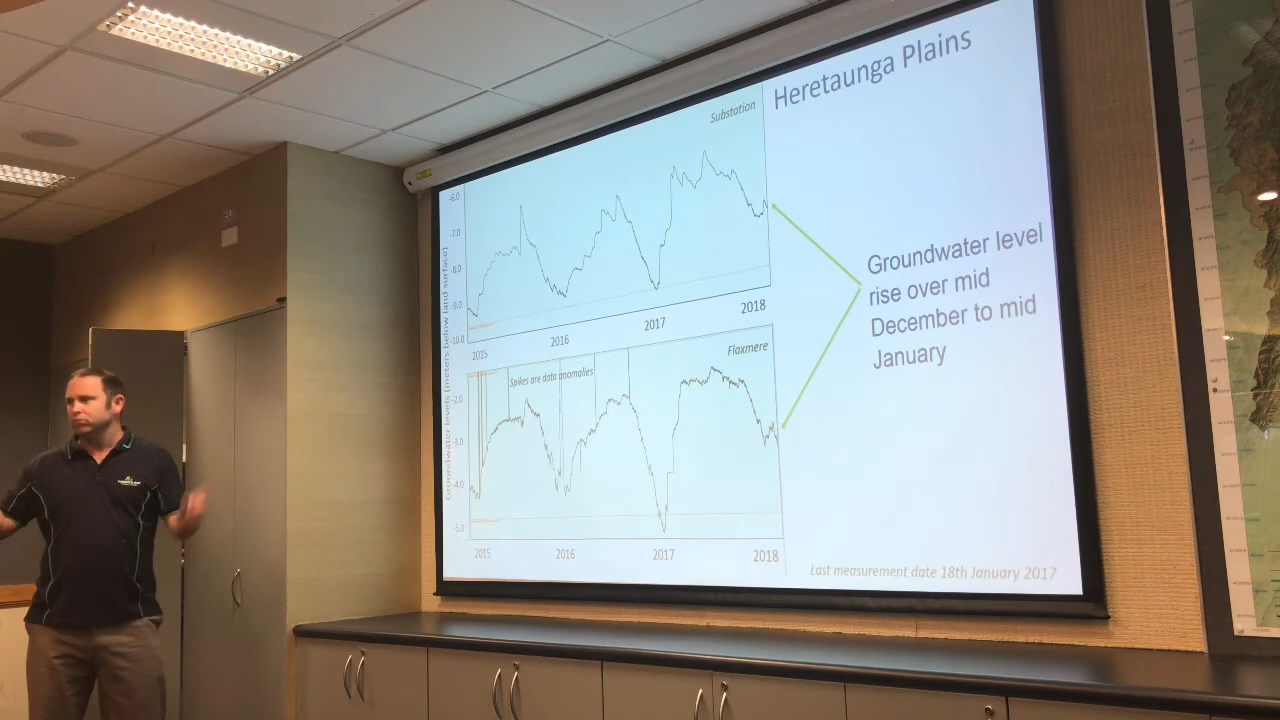 Heretaunga Plains
Substation
-6.0
-7.0
-8.0
-9.0
-10.0
2015
2016
2017
2018
Groundwater levels (meters below land surface)
Flaxmere
Spikes are data anomalies
-2.0
-3.0
-4.0
-5.0
2015
2016
2017
2018
Groundwater level
rise over mid
December to mid
January
Last measurement date 18th January 2017